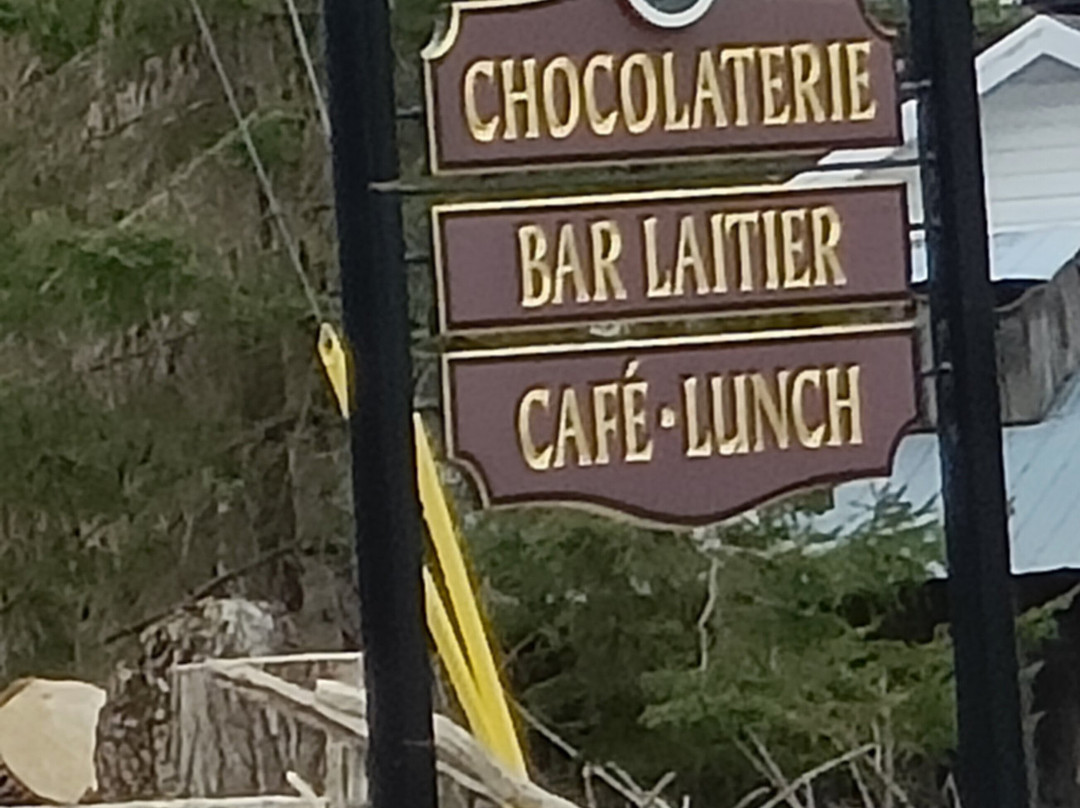 CHOCOLATERIE
BAR LAITIER
CAFÉ • LUNCH